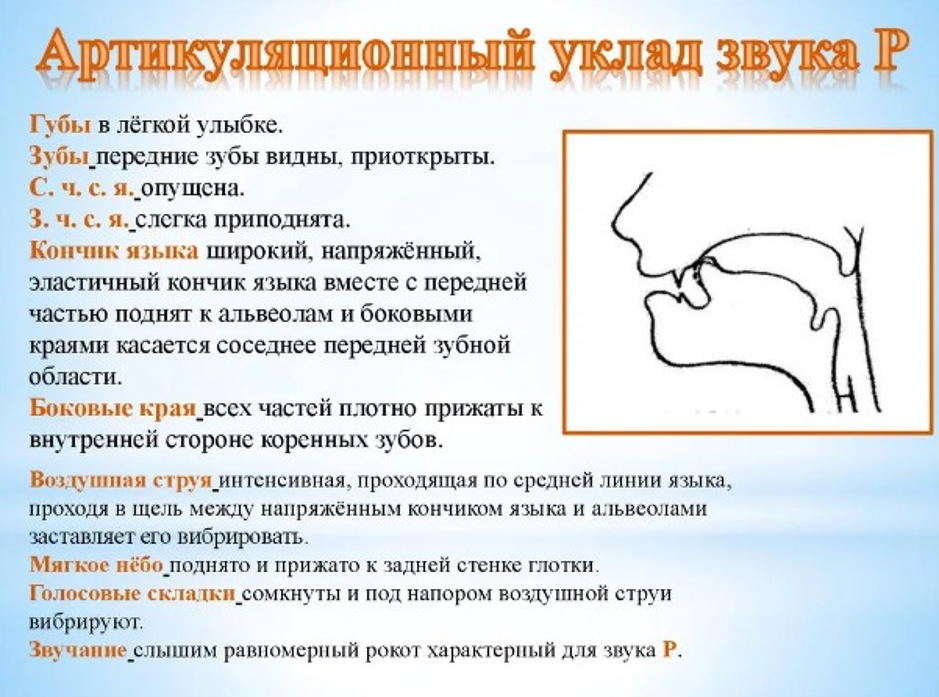 Артикуляционный уклад звука Р
Губы в лёгкой улыбке.
Зубы передние зубы видны, приоткрыты.
С. ч. с. я. опущена.
З. ч. с. я. слегка приподнята.
Кончик языка широкий, напряжённый,
эластичный кончик языка вместе с передней
частью поднят к альвеолам и боковыми
краями касается соседнее передней зубной
области.
Боковые края всех частей плотно прижаты к
внутренней стороне коренных зубов.
Воздушная струя интенсивная, проходящая по средней линии языка,
проходя в щель между напряжённым кончиком языка и альвеолами
заставляет его вибрировать.
Мягкое нёбо поднято и прижато к задней стенке глотки.
Голосовые складки сомкнуты и под напором воздушной струи
вибрируют.
Звучание слышим равномерный рокот характерный для звука Р.